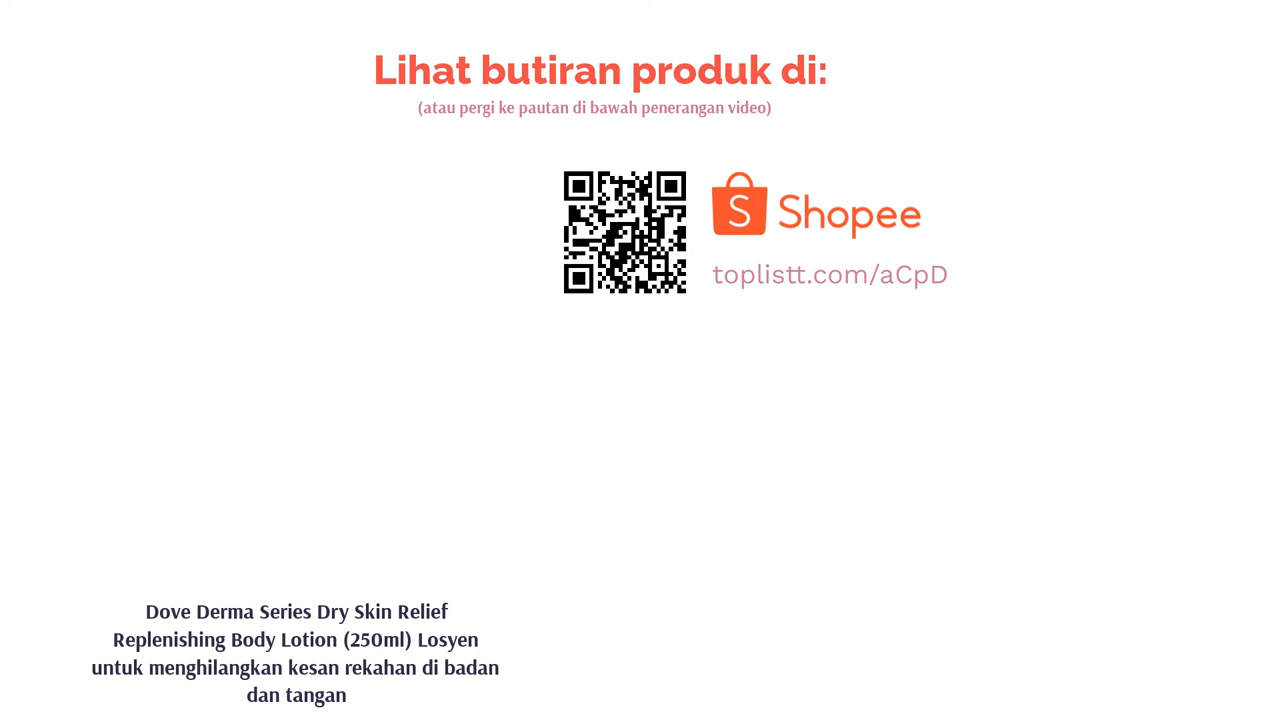 Lihat butiran produk di:
(atau pergi ke pautan di bawah penerangan video)
S Shopee
toplistt.com/aCpD
Dove Derma Series Dry Skin Relief
Replenishing Body Lotion (250ml) Losyen
untuk menghilangkan kesan rekahan di badan
dan tangan